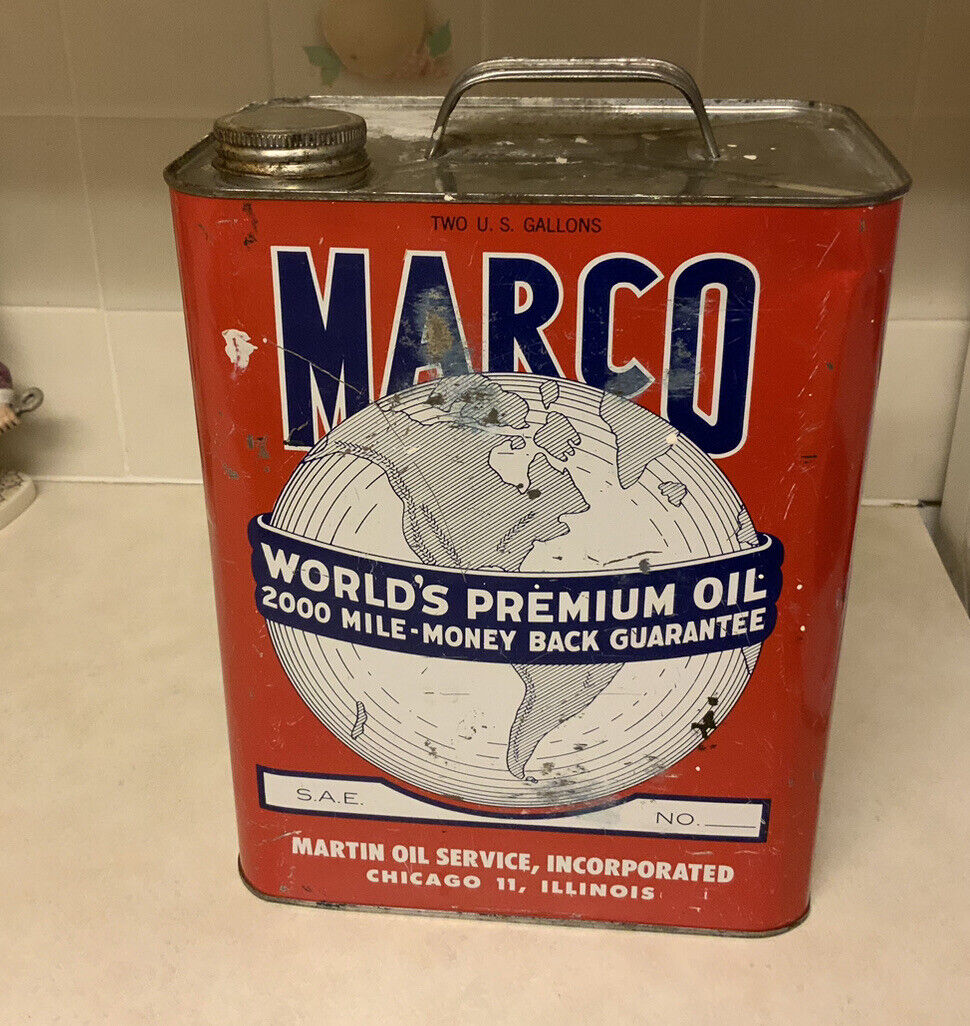 TWO U. S. GALLONS
MARCO
WORLD'S PREMIUM OIL
2000 MILE-MONEY BACK GUARANTEE
S.A.E.
NO.
MARTIN OIL SERVICE, INCORPORATED
CHICAGO 11, ILLINOIS